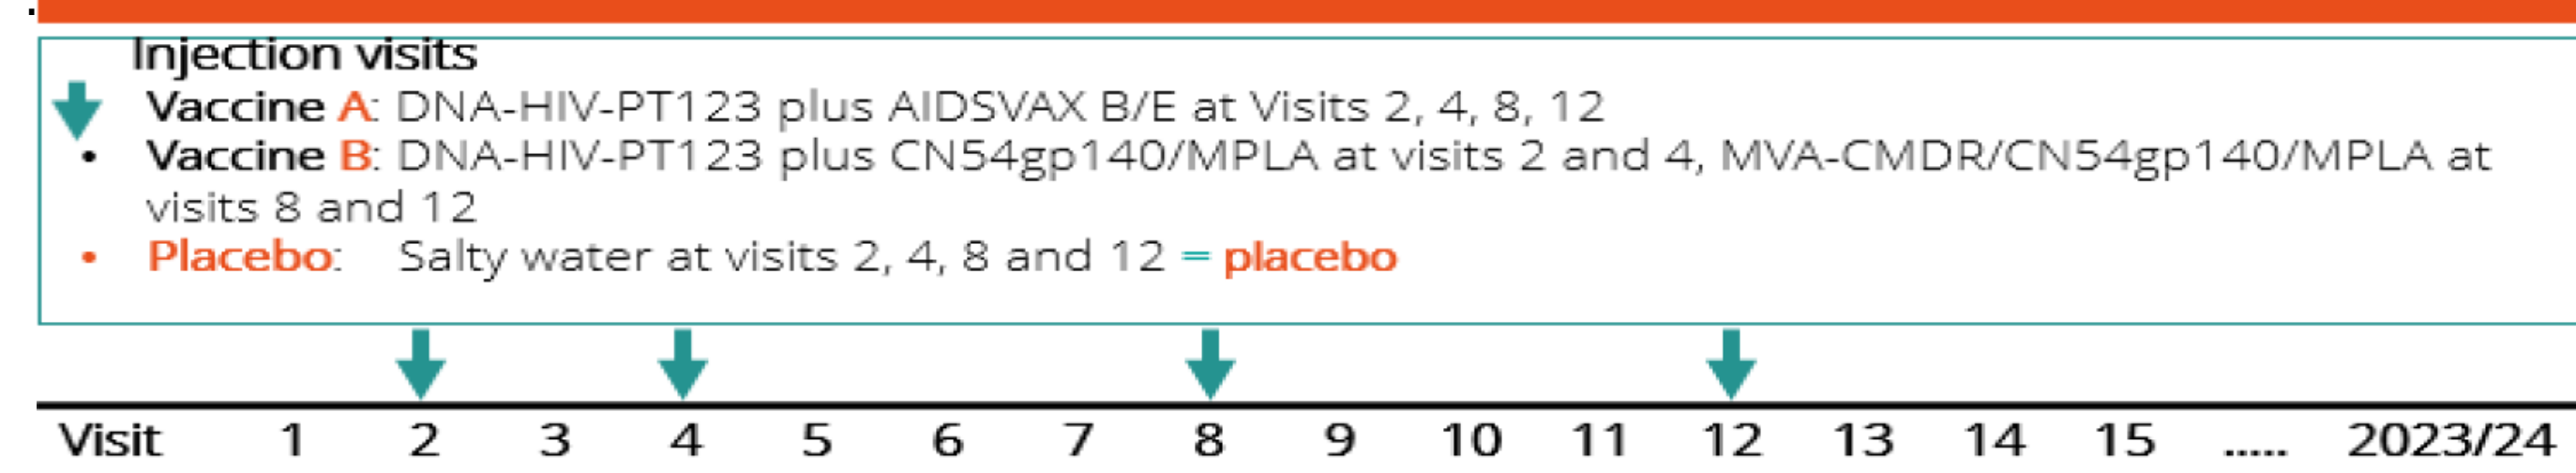 .
Injection visits
Vaccine A: DNA-HIV-PT123 plus AIDSVAX B/E at Visits 2, 4, 8, 12
• Vaccine B: DNA-HIV-PT123 plus CN54gp140/MPLA at visits 2 and 4, MVA-CMDR/CN54gp140/MPLA at
visits 8 and 12
• Placebo: Salty water at visits 2, 4, 8 and 12 = placebo
Visit 1 2 3 4 5 6 7 8 9 10 11 12 13 14 15 ..... 2023/24